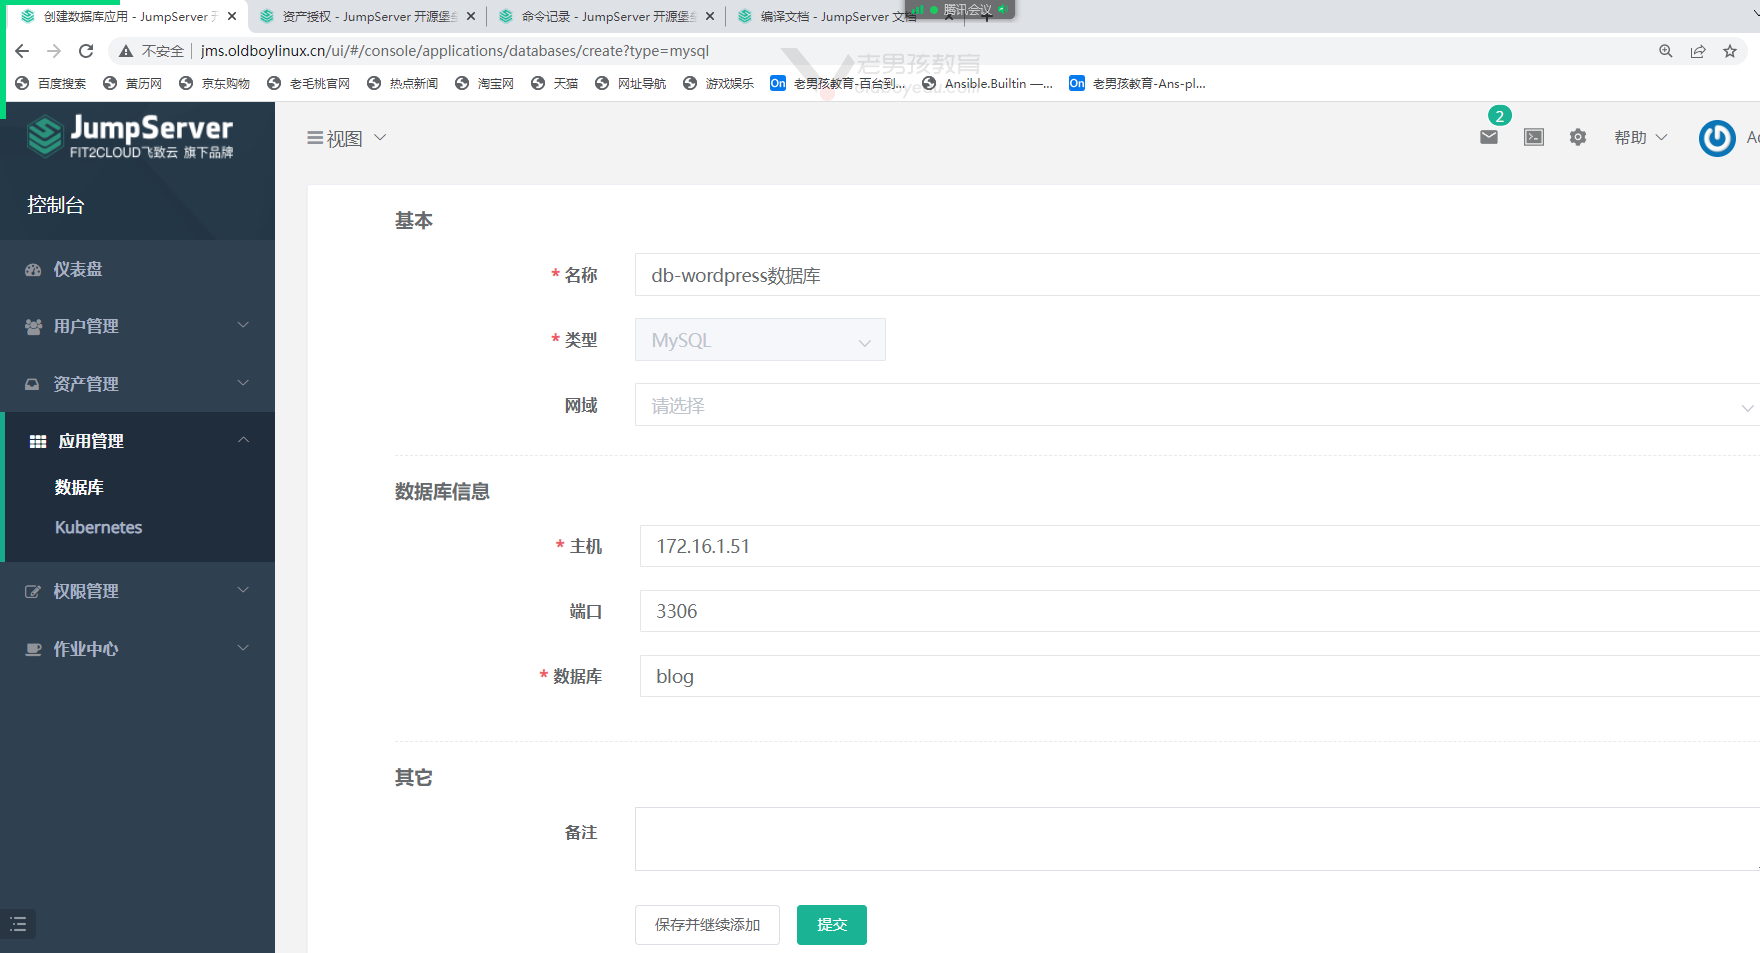 创建数据库应用 - JumpServer 开
资产授权 - JumpServer 开源堡
命令记录 - JumpServer 开源堡
编译文档 - JumpServer 文档
腾讯会议
不安全
jms.oldboylinux.cn/ui/#/console/applications/databases/create?type=mysql
百度搜索
黄历网
京东购物
老毛桃官网
热点新闻
淘宝网
天猫
网址导航
游戏娱乐
On 老男孩教育-百台到...
Ansible.Builtin —...
On 老男孩教育-Ans-pl...
老男孩教育
JumpServer
FIT2CLOUD飞致云 旗下品牌
视图
2
帮助
控制台
仪表盘
用户管理
资产管理
应用管理
数据库
Kubernetes
权限管理
作业中心
基本
* 名称 db-wordpress数据库
* 类型 MySQL
网域 请选择
数据库信息
* 主机 172.16.1.51
端口 3306
* 数据库 blog
其它
备注
保存并继续添加 提交